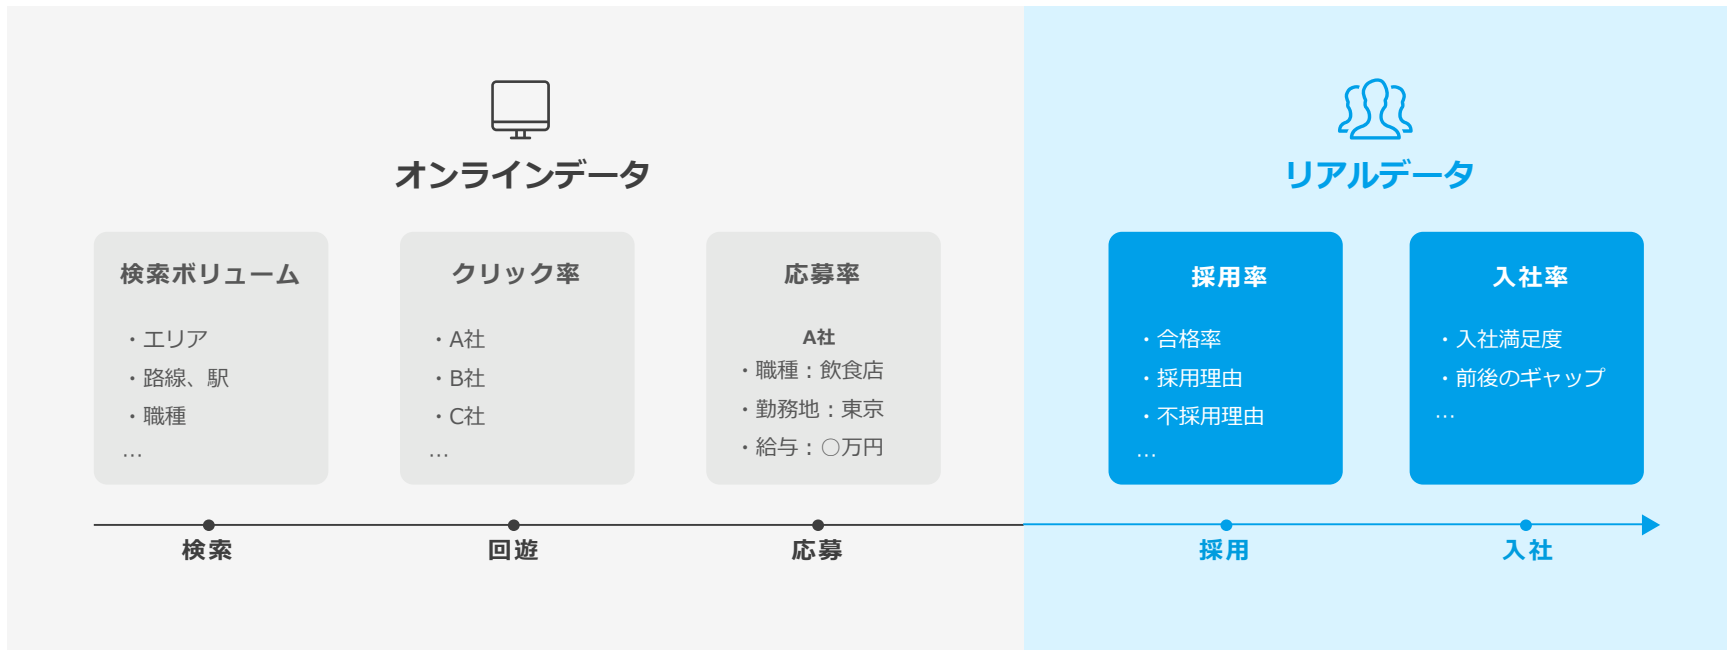 オンラインデータ
検索ボリューム
・エリア
・路線、駅
・職種
…
クリック率
・A社
・B社
・C社
…
応募率
A社
・職種：飲食店
・勤務地：東京
・給与：〇万円
検索
回遊
応募
リアルデータ
採用率
・合格率
・採用理由
・不採用理由
…
入社率
・入社満足度
・前後のギャップ
…
採用
入社